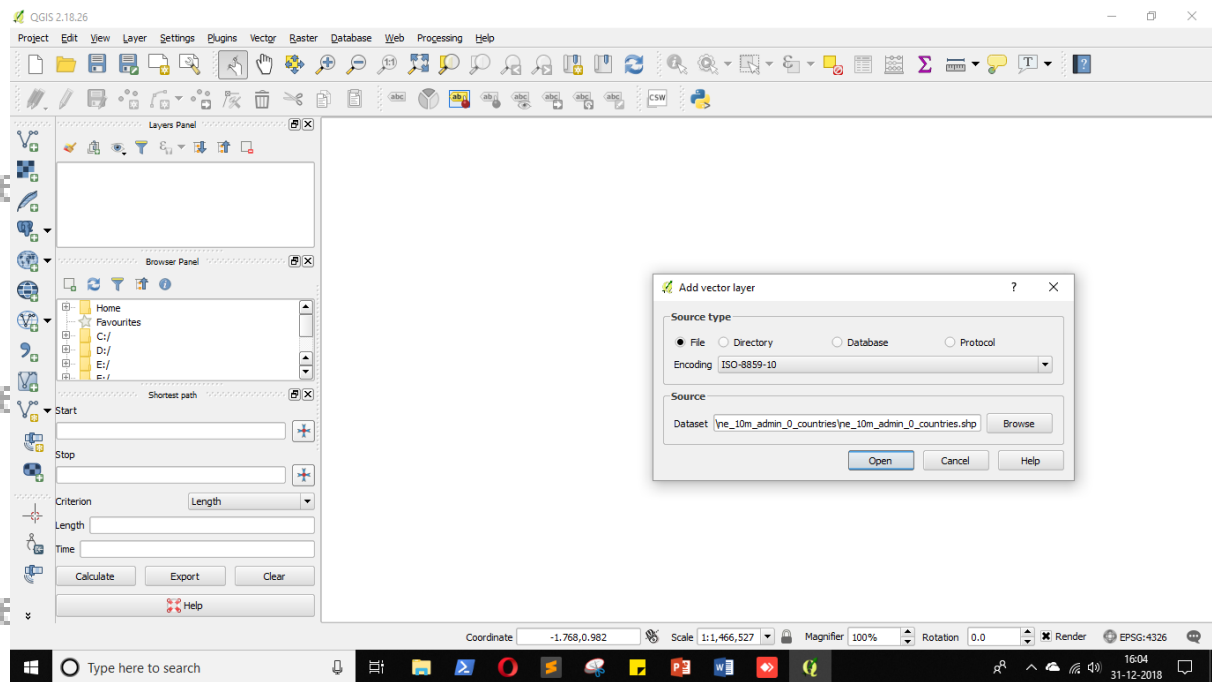 QGIS 2.18.26
Project Edit View Layer Settings Plugins Vector Raster Database Web Processing Help
Layers Panel
Browser Panel
Home
Favourites
C:/
D:/
E:/
Shortest path
Start
Stop
Criterion Length
Length
Time
Calculate Export Clear
Help
Add vector layer
Source type
File Directory Database Protocol
Encoding ISO-8859-10
Source
Dataset \ne_10m_admin_0_countries\ne_10m_admin_0_countries.shp Browse
Open Cancel Help
Coordinate -1.768,0.982 Scale 1:1,466,527 Magnifier 100% Rotation 0.0 Render EPSG:4326
Type here to search
16:04
31-12-2018